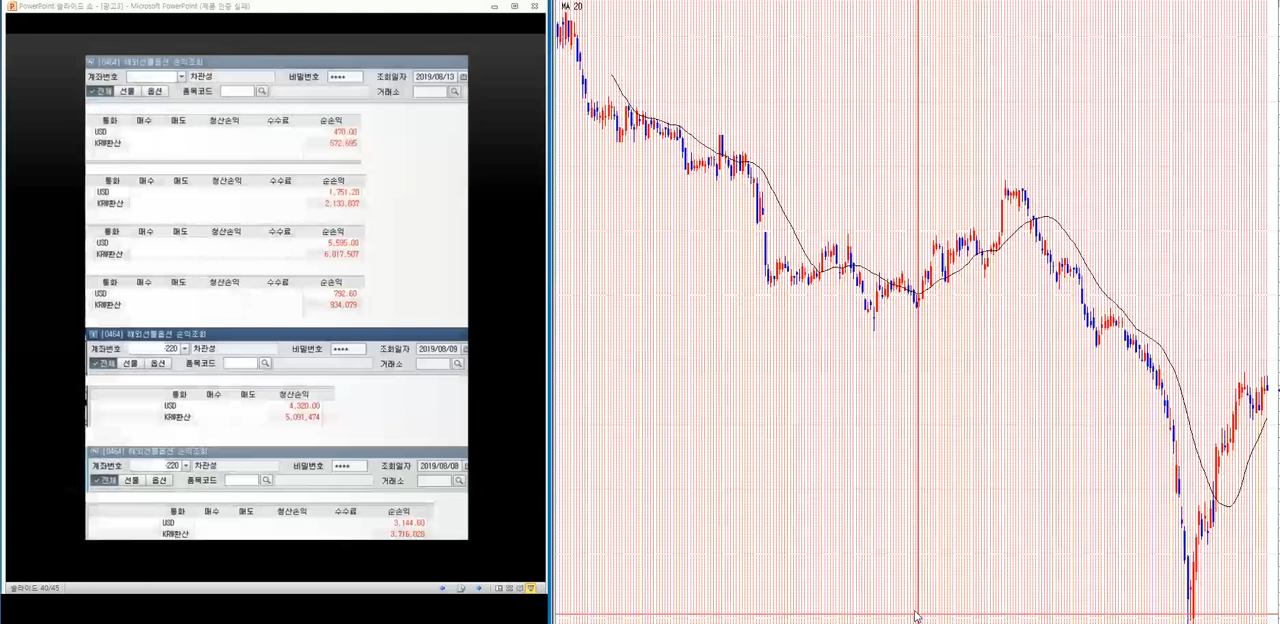 PowerPoint 슬라이드 쇼 - [광고3] - Microsoft PowerPoint (제품 인증 실패)
[0464] 해외선물옵션 손익조회
계좌번호 차관성 비밀번호 **** 조회일자 2019/08/13
전체 선물 옵션 품목코드 거래소
통화 매수 매도 청산손익 수수료 순손익
USD 470.00
KRW환산 572,695
통화 매수 매도 청산손익 수수료 순손익
USD 1,751.20
KRW환산 2,133,837
통화 매수 매도 청산손익 수수료 순손익
USD 5,595.00
KRW환산 6,817,507
통화 매수 매도 청산손익 수수료 순손익
USD 792.60
KRW환산 934,079
[0464] 해외선물옵션 손익조회
계좌번호 -220 차관성 비밀번호 **** 조회일자 2019/08/09
전체 선물 옵션 품목코드 거래소
통화 매수 매도 청산손익
USD 4,320.00
KRW환산 5,091,474
[0464] 해외선물옵션 손익조회
계좌번호 -220 차관성 비밀번호 **** 조회일자 2019/08/08
전체 선물 옵션 품목코드 거래소
통화 매수 매도 청산손익 수수료 순손익
USD 3,144.60
KRW환산 3,716,028
슬라이드 40/45
MA 20